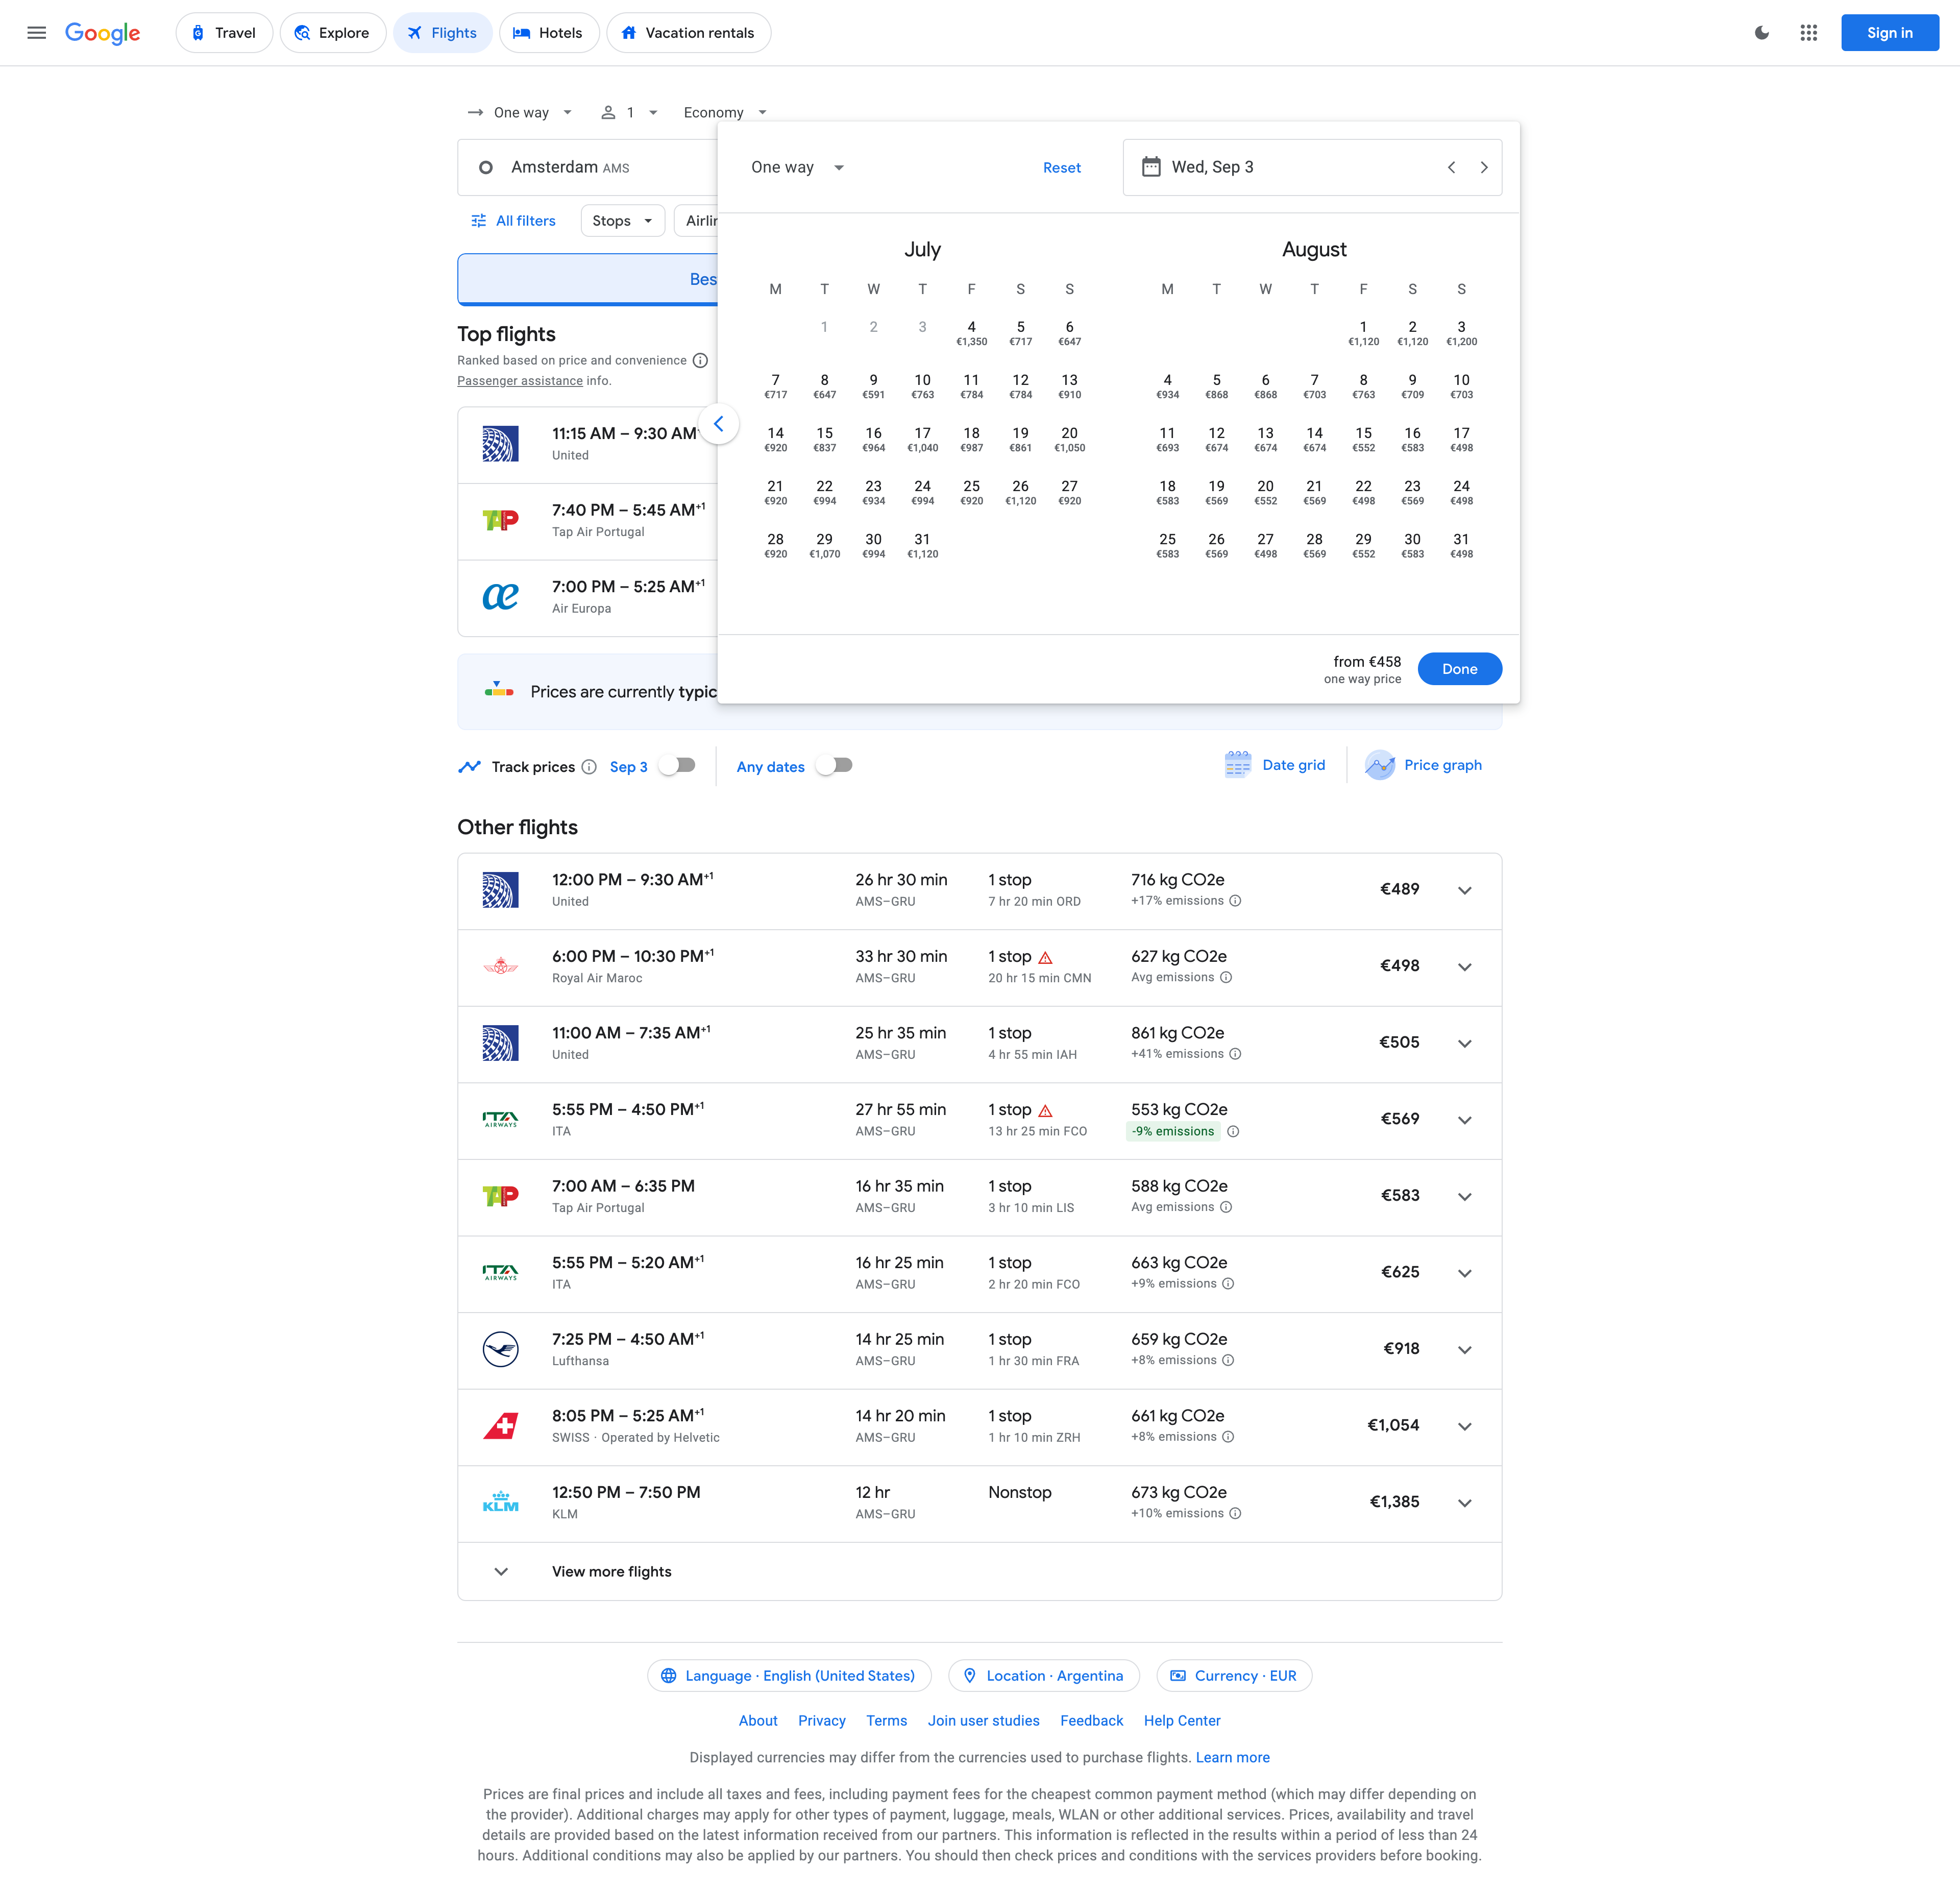 Google
Travel
Explore
Flights
Hotels
Vacation rentals
Sign in
One way
1
Economy
Amsterdam AMS
One way
Reset
Wed, Sep 3
All filters
Stops
Airlin
Bes
July
M T W T F S S
1 2 3 4 5 6
€1,350 €717 €647
7 8 9 10 11 12 13
€717 €647 €591 €763 €784 €784 €910
14 15 16 17 18 19 20
€920 €837 €964 €1,040 €987 €861 €1,050
21 22 23 24 25 26 27
€920 €994 €934 €994 €920 €1,120 €920
28 29 30 31
€920 €1,070 €994 €1,120
August
M T W T F S S
1 2 3
€1,120 €1,120 €1,200
4 5 6 7 8 9 10
€934 €868 €868 €703 €763 €709 €703
11 12 13 14 15 16 17
€693 €674 €674 €674 €552 €583 €498
18 19 20 21 22 23 24
€583 €569 €552 €569 €498 €569 €498
25 26 27 28 29 30 31
€583 €569 €498 €569 €552 €583 €498
from €458
one way price
Done
Top flights
Ranked based on price and convenience
Passenger assistance info.
11:15 AM – 9:30 AM
United
TAP
7:40 PM – 5:45 AM+1
Tap Air Portugal
7:00 PM – 5:25 AM+1
Air Europa
Prices are currently typic
Track prices
Sep 3
Any dates
Date grid
Price graph
Other flights
12:00 PM – 9:30 AM+1 26 hr 30 min 1 stop 716 kg CO2e €489
United AMS–GRU 7 hr 20 min ORD +17% emissions
6:00 PM – 10:30 PM+1 33 hr 30 min 1 stop 627 kg CO2e €498
Royal Air Maroc AMS–GRU 20 hr 15 min CMN Avg emissions
11:00 AM – 7:35 AM+1 25 hr 35 min 1 stop 861 kg CO2e €505
United AMS–GRU 4 hr 55 min IAH +41% emissions
ITA AIRWAYS
5:55 PM – 4:50 PM+1 27 hr 55 min 1 stop 553 kg CO2e €569
ITA AMS–GRU 13 hr 25 min FCO -9% emissions
TAP
7:00 AM – 6:35 PM 16 hr 35 min 1 stop 588 kg CO2e €583
Tap Air Portugal AMS–GRU 3 hr 10 min LIS Avg emissions
ITA AIRWAYS
5:55 PM – 5:20 AM+1 16 hr 25 min 1 stop 663 kg CO2e €625
ITA AMS–GRU 2 hr 20 min FCO +9% emissions
7:25 PM – 4:50 AM+1 14 hr 25 min 1 stop 659 kg CO2e €918
Lufthansa AMS–GRU 1 hr 30 min FRA +8% emissions
8:05 PM – 5:25 AM+1 14 hr 20 min 1 stop 661 kg CO2e €1,054
SWISS · Operated by Helvetic AMS–GRU 1 hr 10 min ZRH +8% emissions
KLM
12:50 PM – 7:50 PM 12 hr Nonstop 673 kg CO2e €1,385
KLM AMS–GRU +10% emissions
View more flights
Language · English (United States)
Location · Argentina
Currency · EUR
About Privacy Terms Join user studies Feedback Help Center
Displayed currencies may differ from the currencies used to purchase flights. Learn more
Prices are final prices and include all taxes and fees, including payment fees for the cheapest common payment method (which may differ depending on
the provider). Additional charges may apply for other types of payment, luggage, meals, WLAN or other additional services. Prices, availability and travel
details are provided based on the latest information received from our partners. This information is reflected in the results within a period of less than 24
hours. Additional conditions may also be applied by our partners. You should then check prices and conditions with the services providers before booking.